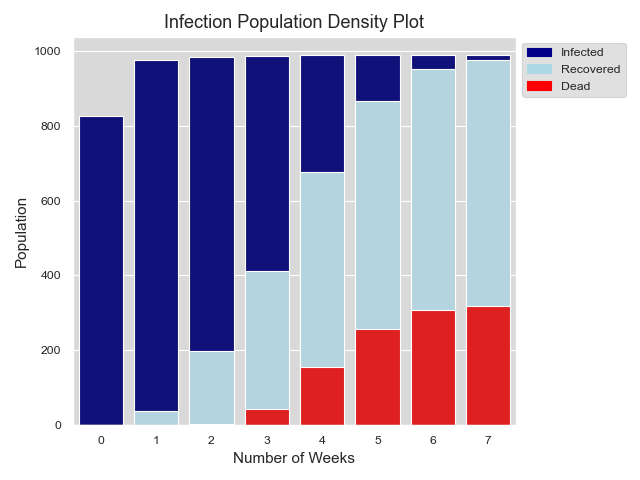 Infection Population Density Plot
Infected
Recovered
Dead
1000
800
600
400
200
0
Population
0 1 2 3 4 5 6 7
Number of Weeks